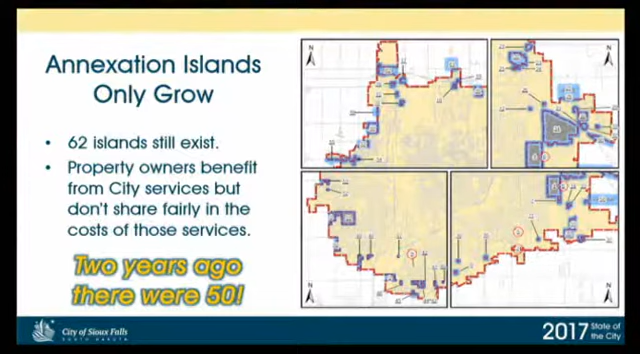 Annexation Islands
Only Grow
• 62 islands still exist.
• Property owners benefit
from City services but
don't share fairly in the
costs of those services.
Two years ago
there were 50!
City of Sioux Falls
SOUTH DAKOTA
2017 State of
the City